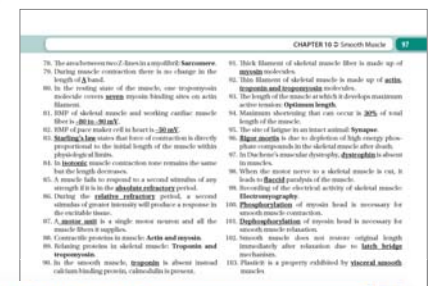 CHAPTER 10 Smooth Muscle 97
78. The area between two Z-lines in a myofibril: Sarcomere.
79. During muscle contraction there is no change in the
length of A band.
80. In the resting state of the muscle, one tropomyosin
molecule covers seven myosin binding sites on actin
filament.
81. RMP of skeletal muscle and working cardiac muscle
fiber is –80 to –90 mV.
82. RMP of pace maker cell in heart is –50 mV.
83. Starling's law states that force of contraction is directly
proportional to the initial length of the muscle within
physiological limits.
84. In isotonic muscle contraction tone remains the same
but the length decreases.
85. A muscle fails to respond to a second stimulus of any
strength if it is in the absolute refractory period.
86. During the relative refractory period, a second
stimulus of greater intensity will produce a response in
the excitable tissue.
87. A motor unit is a single motor neuron and all the
muscle fibers it supplies.
88. Contractile proteins in muscle: Actin and myosin.
89. Relaxing proteins in skeletal muscle: Troponin and
tropomyosin.
90. In the smooth muscle, troponin is absent instead
calcium binding protein, calmodulin is present.
91. Thick filament of skeletal muscle fiber is made up of
myosin molecules.
92. Thin filament of skeletal muscle is made up of actin,
troponin and tropomyosin molecules.
93. The length of the muscle at which it develops maximum
active tension: Optimum length.
94. Maximum shortening that can occur is 30% of total
length of the muscle.
95. The site of fatigue in an intact animal: Synapse.
96. Rigor mortis is due to depletion of high energy phos-
phate compounds in the skeletal muscle after death.
97. In Duchene's muscular dystrophy, dystrophin is absent
in muscles.
98. When the motor nerve to a skeletal muscle is cut, it
leads to flaccid paralysis of the muscle.
99. Recording of the electrical activity of skeletal muscle:
Electromyography.
100. Phosphorylation of myosin head is necessary for
smooth muscle contraction.
101. Dephosphorylation of myosin head is necessary for
smooth muscle relaxation.
102. Smooth muscle does not restore original length
immediately after relaxation due to latch bridge
mechanism.
103. Plasticity is a property exhibited by visceral smooth
muscles